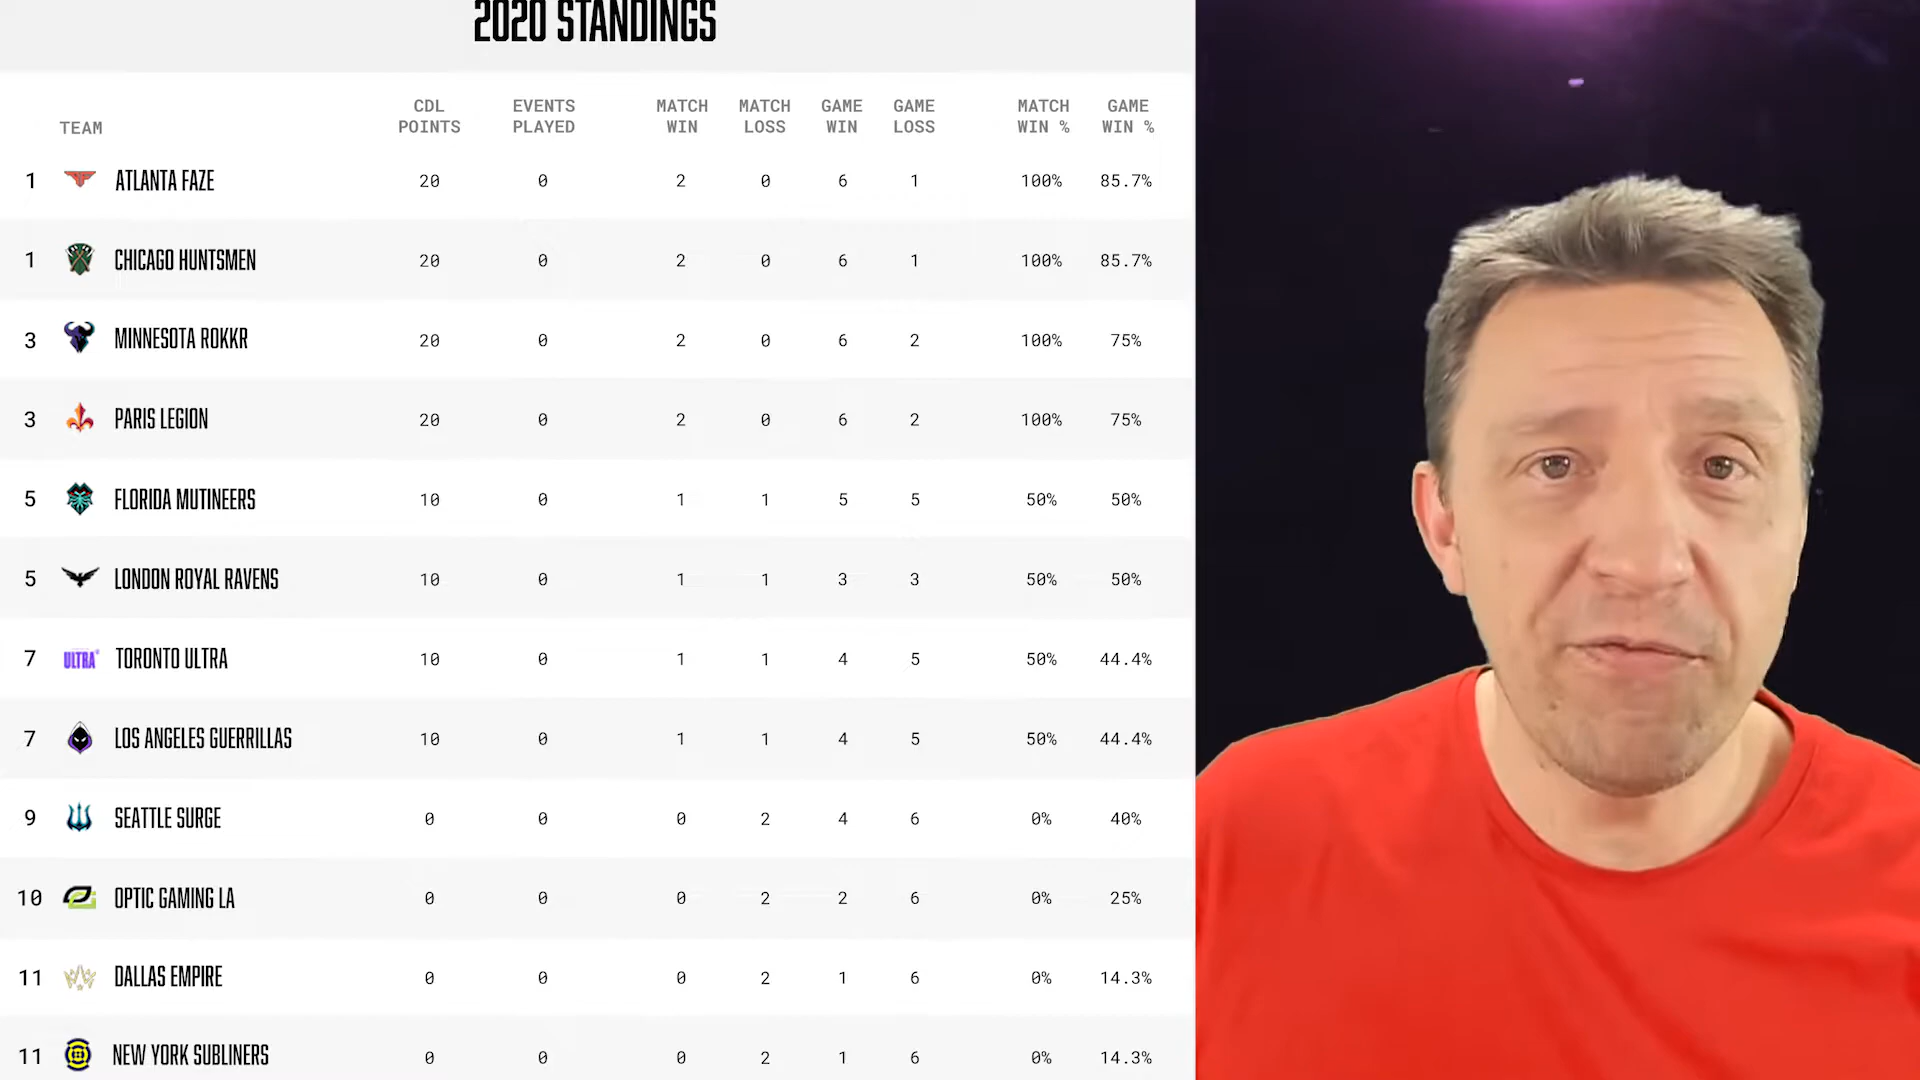 2020 STANDINGS
TEAM CDL POINTS EVENTS PLAYED MATCH WIN MATCH LOSS GAME WIN GAME LOSS MATCH WIN % GAME WIN %
1 ATLANTA FAZE 20 0 2 0 6 1 100% 85.7%
1 CHICAGO HUNTSMEN 20 0 2 0 6 1 100% 85.7%
3 MINNESOTA ROKKR 20 0 2 0 6 2 100% 75%
3 PARIS LEGION 20 0 2 0 6 2 100% 75%
5 FLORIDA MUTINEERS 10 0 1 1 5 5 50% 50%
5 LONDON ROYAL RAVENS 10 0 1 1 3 3 50% 50%
7 ULTRA TORONTO ULTRA 10 0 1 1 4 5 50% 44.4%
7 LOS ANGELES GUERRILLAS 10 0 1 1 4 5 50% 44.4%
9 SEATTLE SURGE 0 0 0 2 4 6 0% 40%
10 OPTIC GAMING LA 0 0 0 2 2 6 0% 25%
11 DALLAS EMPIRE 0 0 0 2 1 6 0% 14.3%
11 NEW YORK SUBLINERS 0 0 0 2 1 6 0% 14.3%